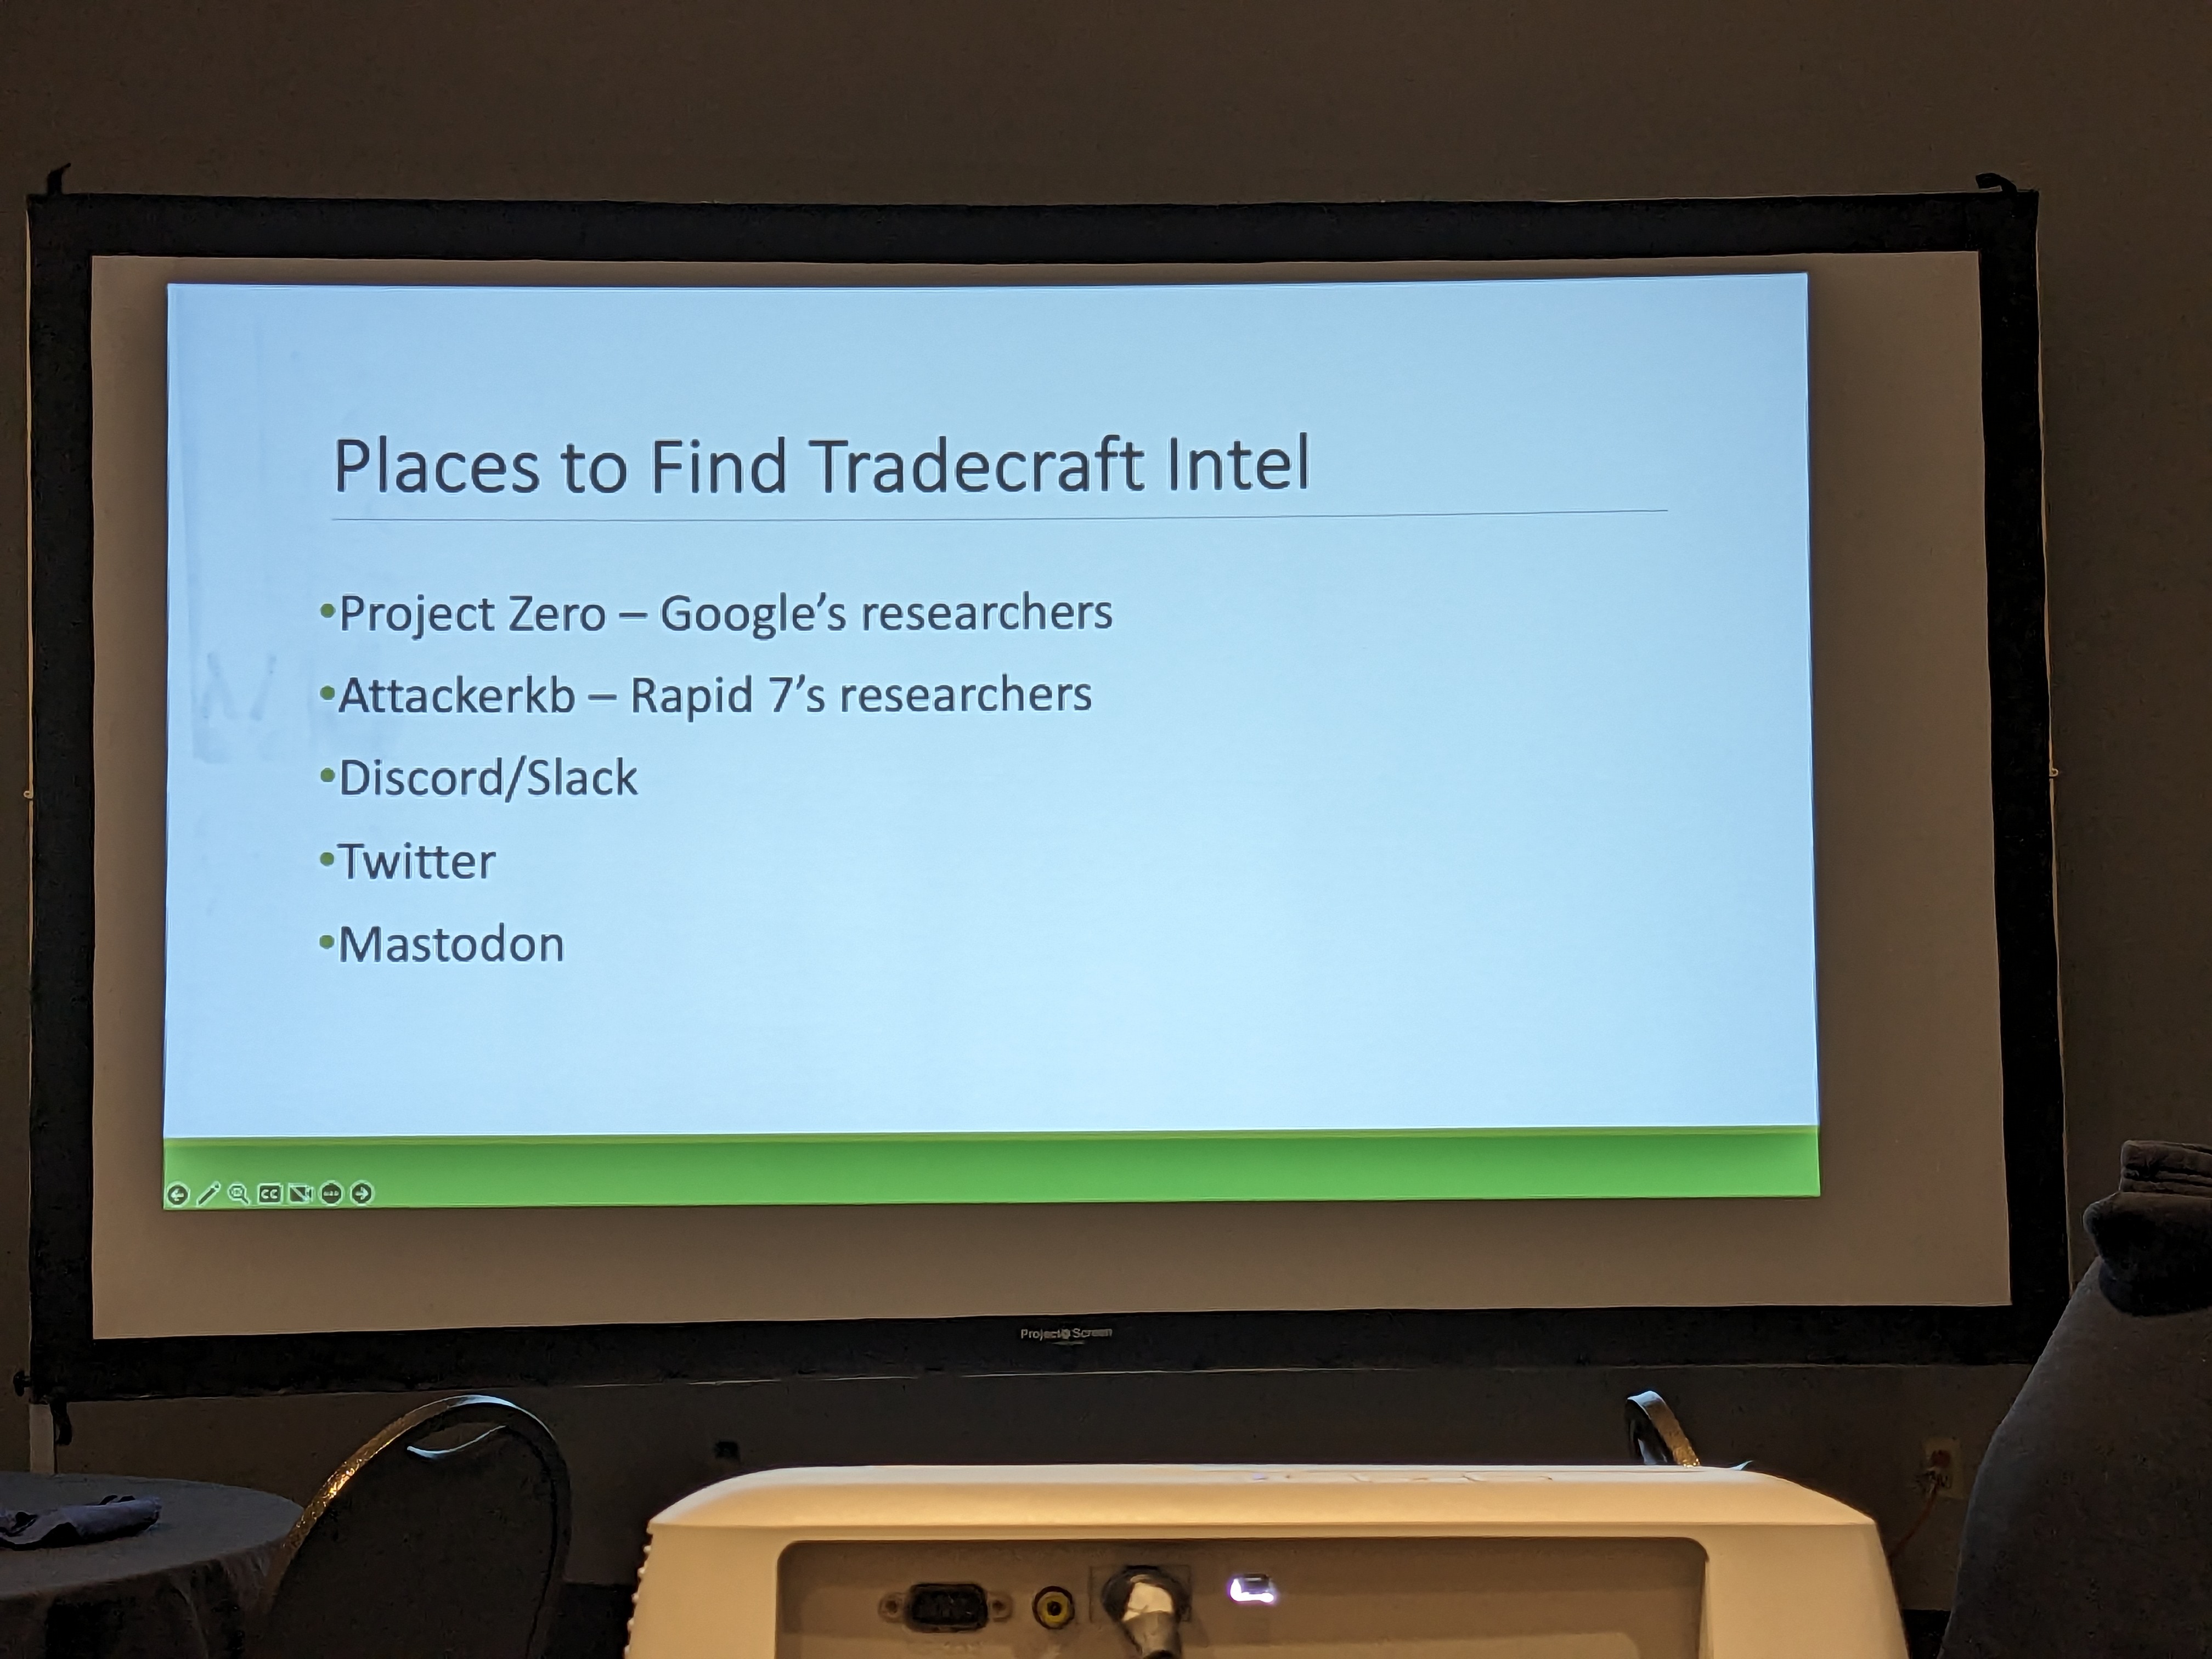 Places to Find Tradecraft Intel
•Project Zero – Google’s researchers
•Attackerkb – Rapid 7’s researchers
•Discord/Slack
•Twitter
•Mastodon
CC
Project Screen